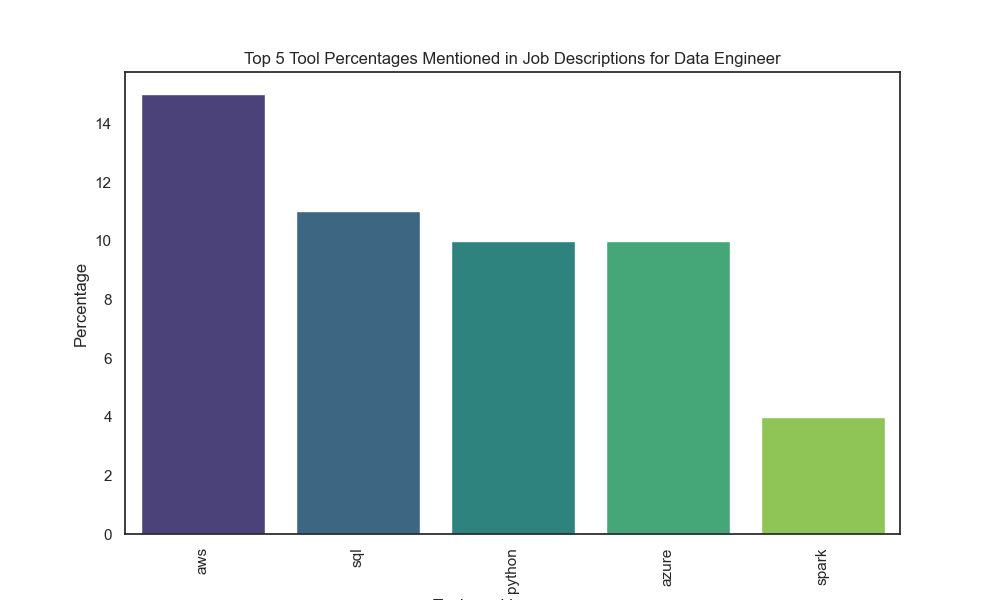 Top 5 Tool Percentages Mentioned in Job Descriptions for Data Engineer
Percentage
14
12
10
8
6
4
2
0
aws
sql
python
azure
spark